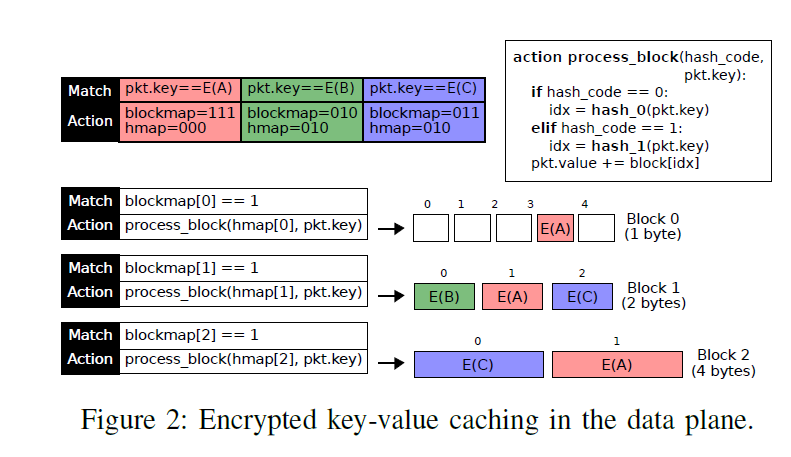 Match pkt.key==E(A) pkt.key==E(B) pkt.key==E(C)
Action blockmap=111 blockmap=010 blockmap=011
hmap=000 hmap=010 hmap=010
action process_block(hash_code,
pkt.key):
if hash_code == 0:
idx = hash_0(pkt.key)
elif hash_code == 1:
idx = hash_1(pkt.key)
pkt.value += block[idx]
Match blockmap[0] == 1
Action process_block(hmap[0], pkt.key)
0 1 2 3 4
E(A)
Block 0
(1 byte)
Match blockmap[1] == 1
Action process_block(hmap[1], pkt.key)
0 1 2
E(B) E(A) E(C)
Block 1
(2 bytes)
Match blockmap[2] == 1
Action process_block(hmap[2], pkt.key)
0 1
E(C) E(A)
Block 2
(4 bytes)
Figure 2: Encrypted key-value caching in the data plane.